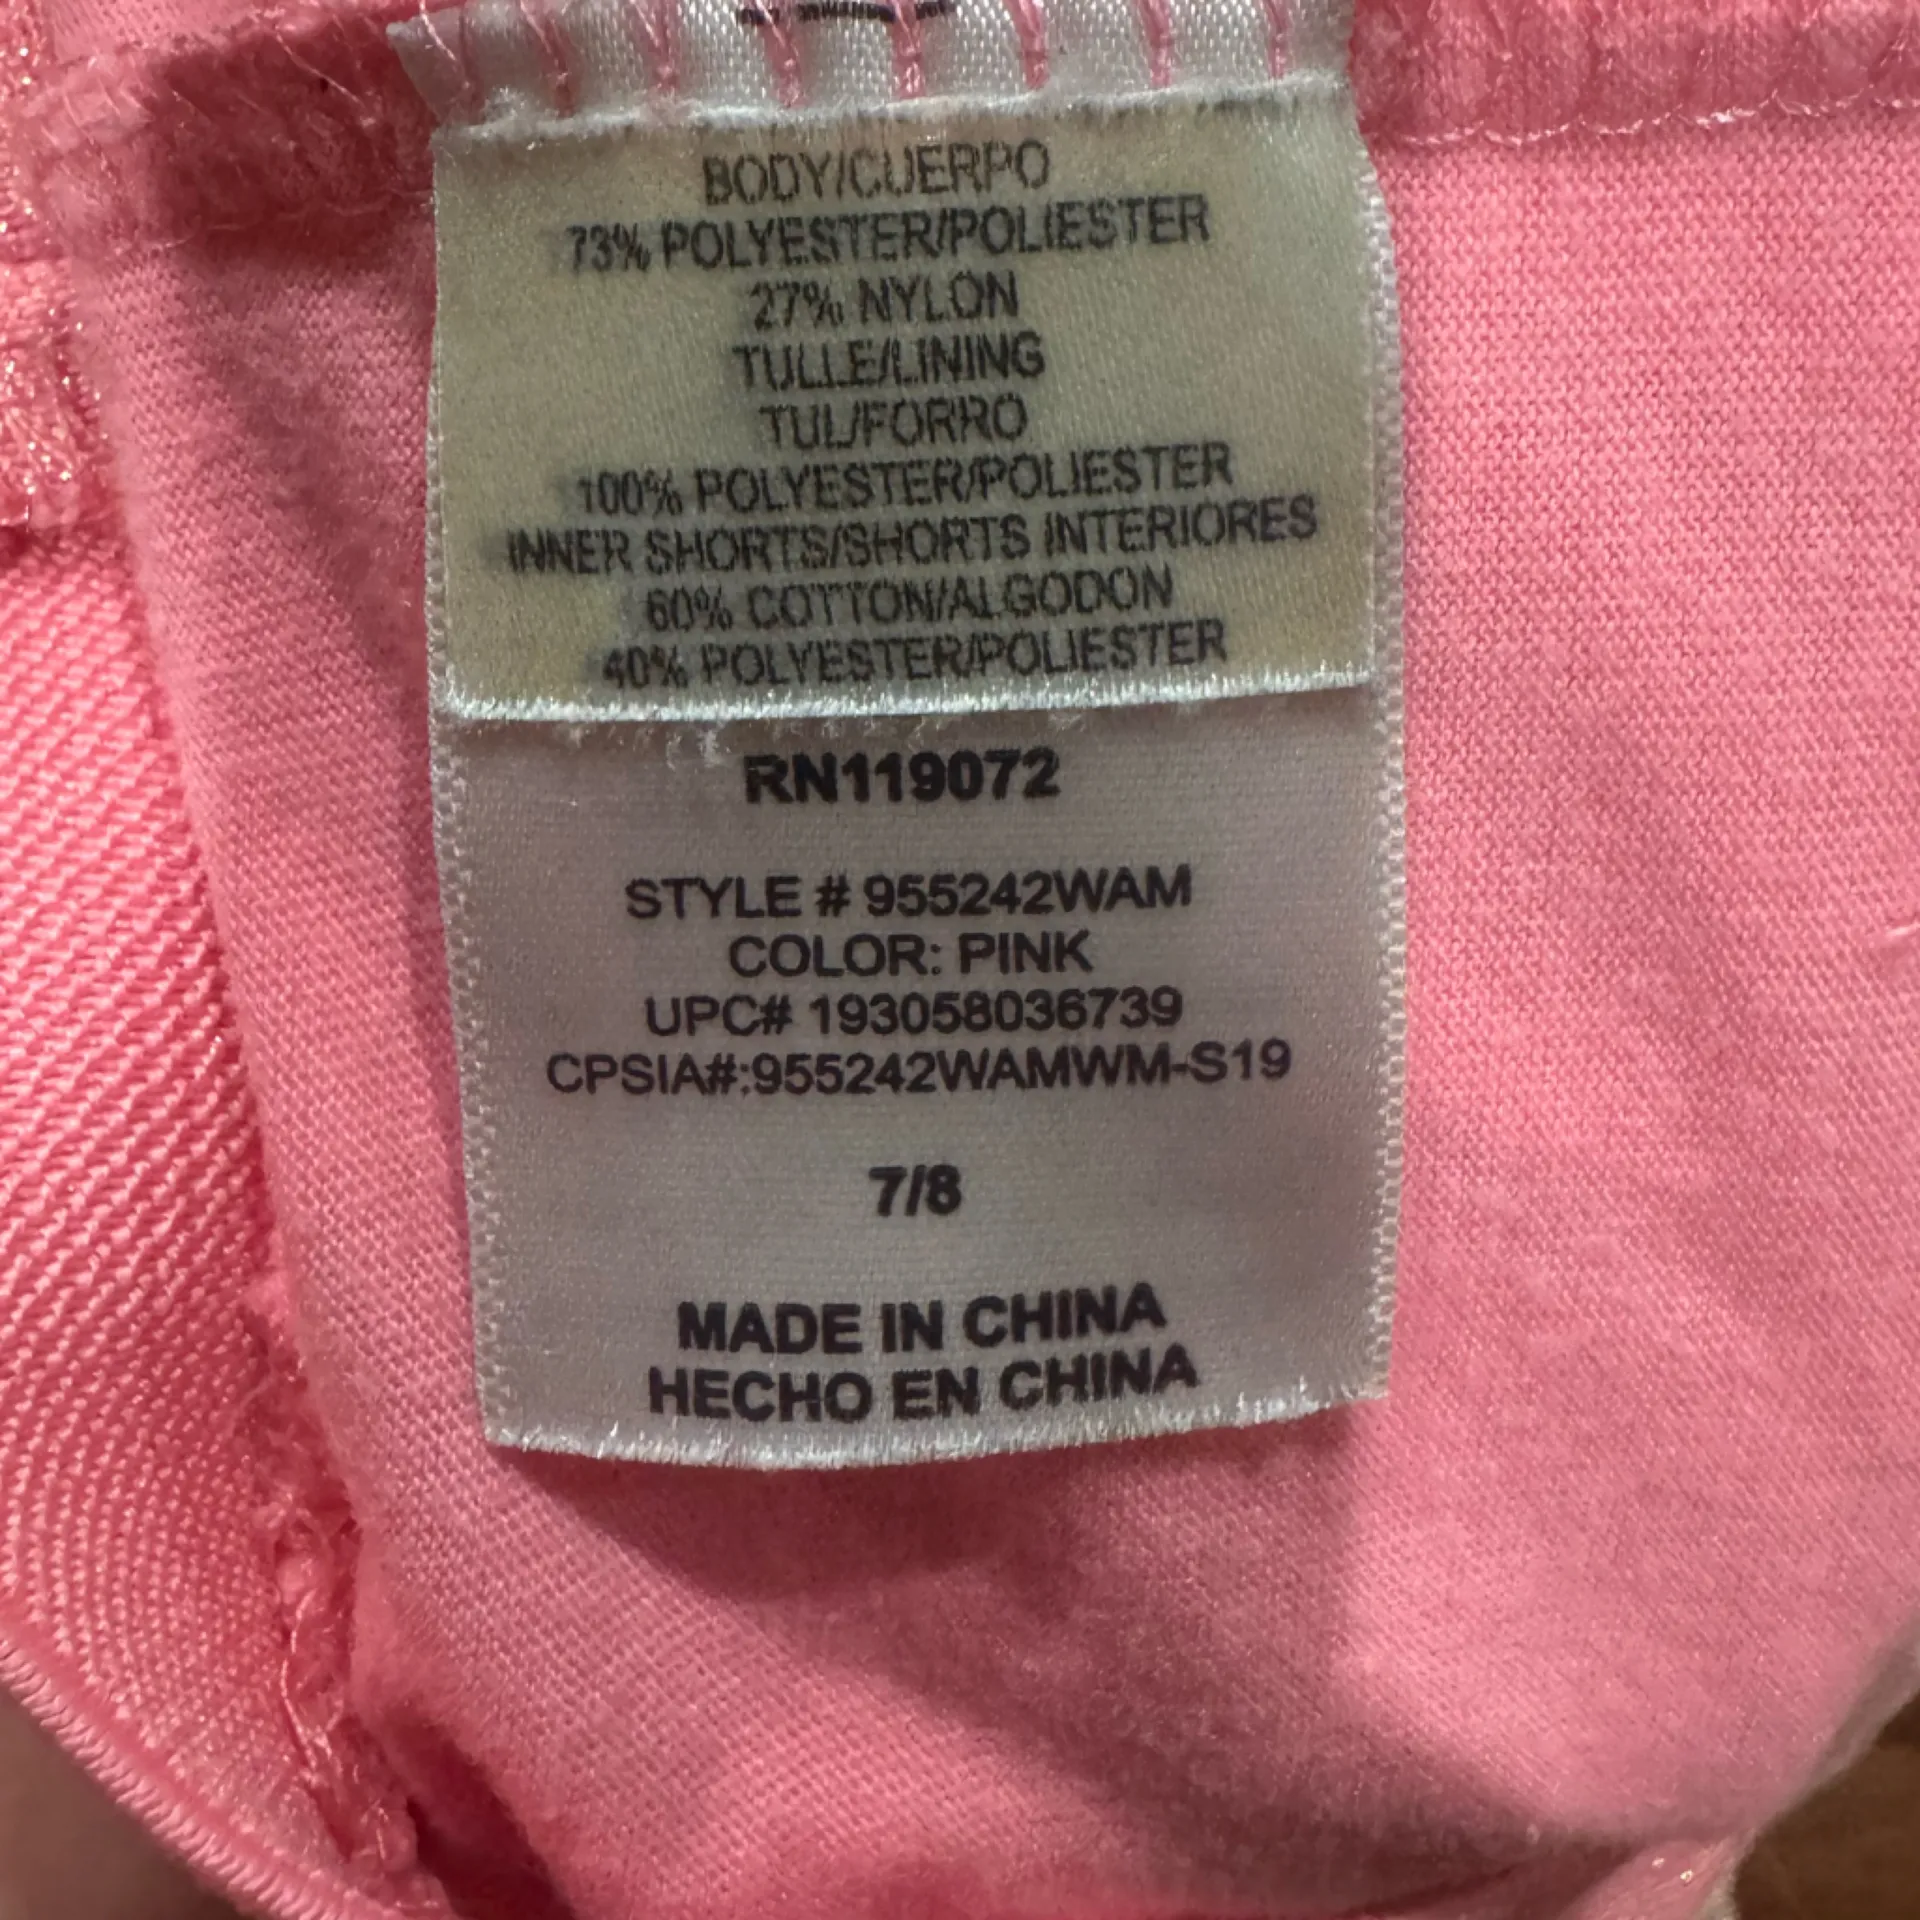 BODY/CUERPO
73% POLYESTER/POLIESTER
27% NYLON
TULLE/LINING
TUL/FORRO
100% POLYESTER/POLIESTER
INNER SHORTS/SHORTS INTERIORES
60% COTTON/ALGODON
40% POLYESTER/POLIESTER
RN119072
STYLE # 955242WAM
COLOR: PINK
UPC# 193058036739
CPSIA#:955242WAMWM-S19
7/8
MADE IN CHINA
HECHO EN CHINA